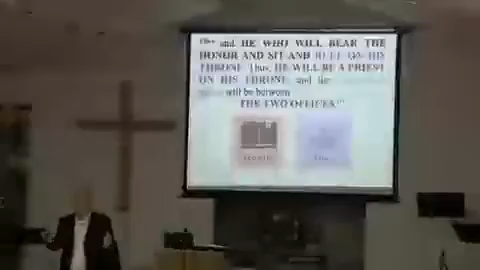 and HE WHO WILL BEAR THE
HONOR AND SIT AND RULE ON HIS
THRONE. Thus, HE WILL BE A PRIEST
ON HIS THRONE, and the
will be between
THE TWO OFFICES."